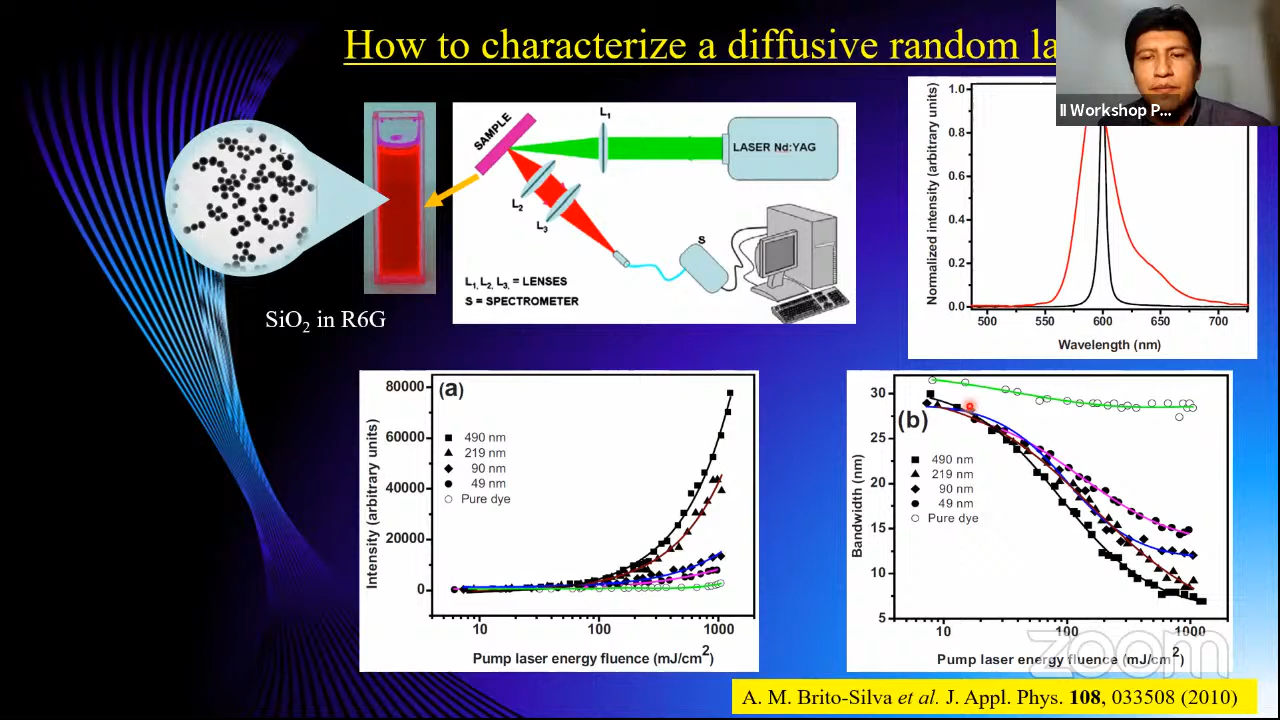 How to characterize a diffusive random la
II Workshop P...
SAMPLE
L1
LASER Nd:YAG
L2
L3
S
L1, L2, L3, = LENSES
S = SPECTROMETER
SiO2 in R6G
Normalized intensity (arbitrary units)
1.0
0.8
0.6
0.4
0.2
0.0
500 550 600 650 700
Wavelength (nm)
(a)
Intensity (arbitrary units)
80000
60000
40000
20000
0
490 nm
219 nm
90 nm
49 nm
Pure dye
10 100 1000
Pump laser energy fluence (mJ/cm2)
(b)
Bandwidth (nm)
30
25
20
15
10
5
490 nm
219 nm
90 nm
49 nm
Pure dye
10 100 1000
Pump laser energy fluence (mJ/cm2)
zoom
A. M. Brito-Silva et al. J. Appl. Phys. 108, 033508 (2010)